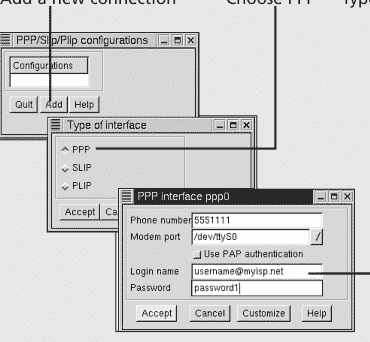 Add a new connection Choose PPP
PPP/Slip/Plip configurations
Configurations
Quit Add Help
Type of interface
PPP
SLIP
PLIP
Accept Ca
PPP interface ppp0
Phone number 5551111
Modem port /dev/ttyS0
Use PAP authentication
Login name username@myisp.net
Password password1
Accept Cancel Customize Help